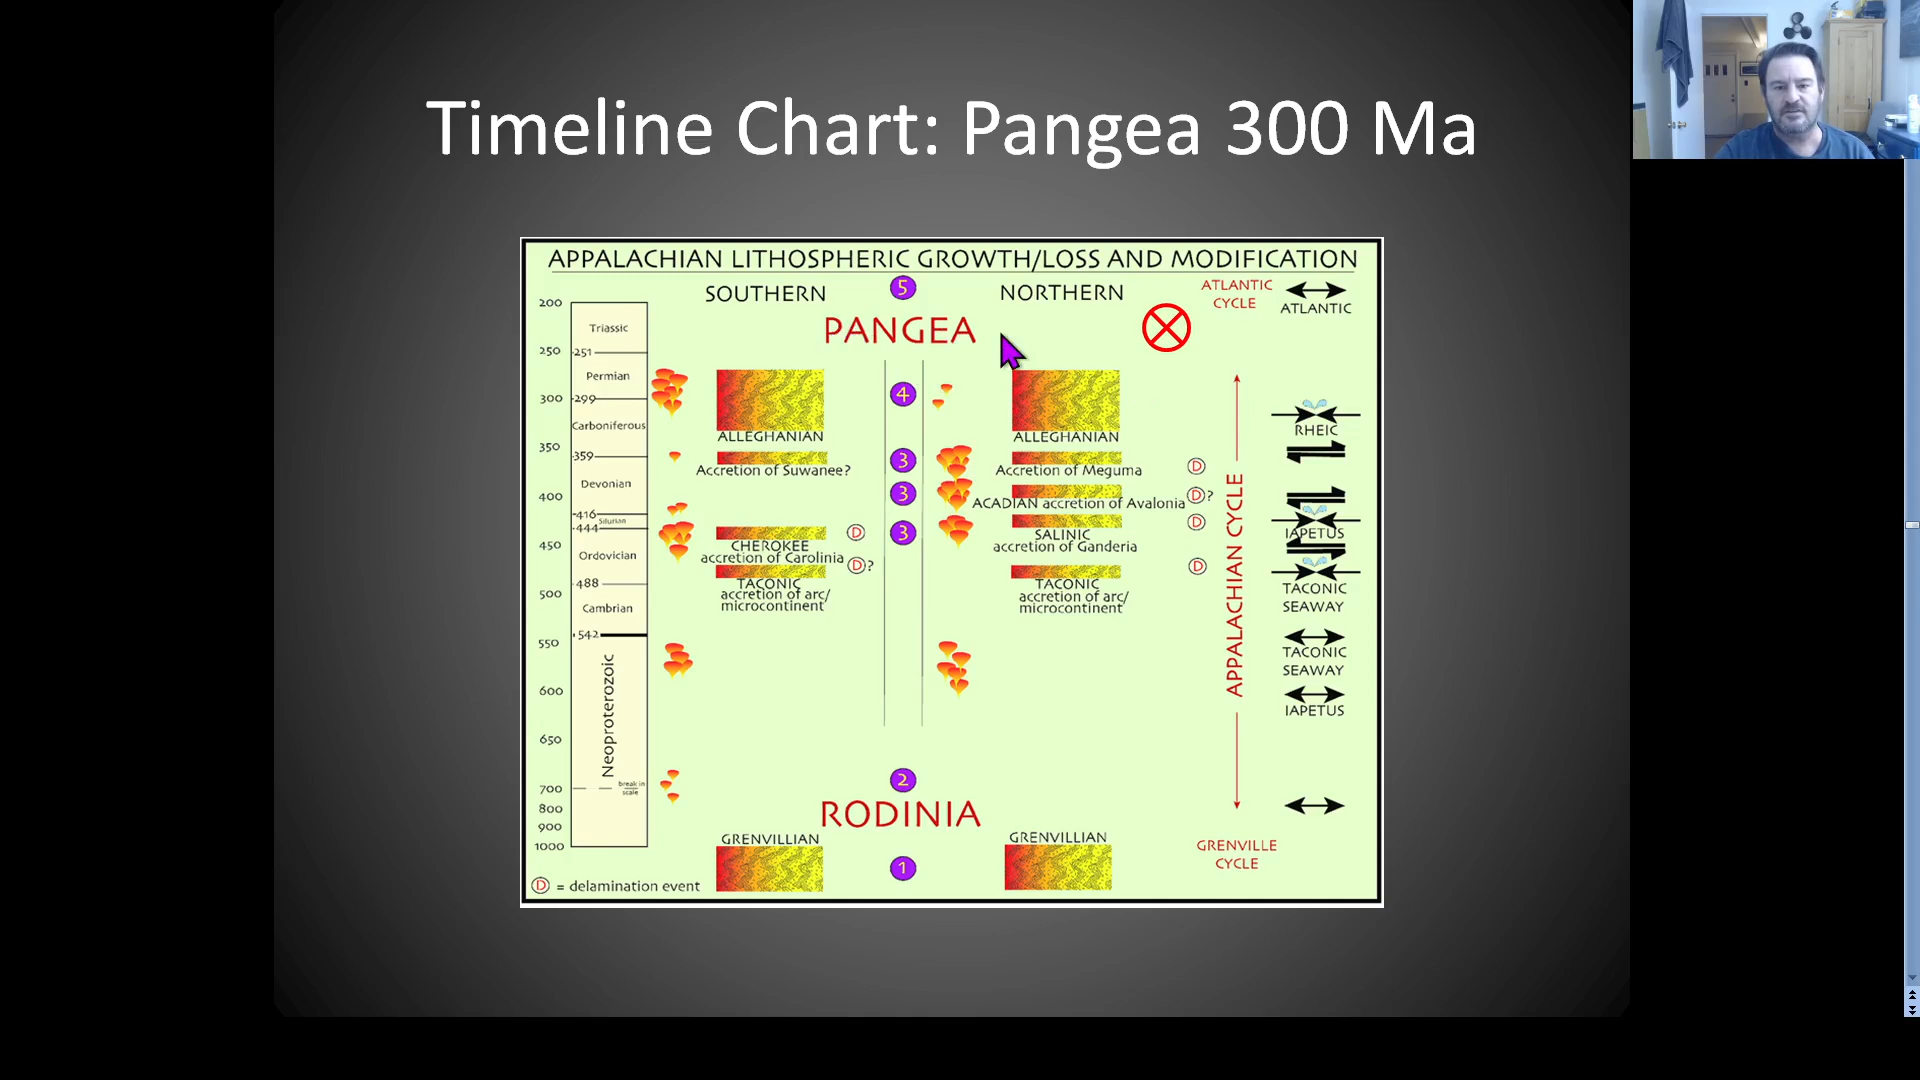 Timeline Chart: Pangea 300 Ma
APPALACHIAN LITHOSPHERIC GROWTH/LOSS AND MODIFICATION
SOUTHERN
5
NORTHERN
ATLANTIC
CYCLE
ATLANTIC
PANGEA
200
Triassic
250
251
Permian
4
300
299
Carboniferous
ALLEGHANIAN
ALLEGHANIAN
RHEIC
350
359
Accretion of Suwanee?
3
Accretion of Meguma
D
Devonian
400
3
ACADIAN accretion of Avalonia
D?
416
Silurian
444
CHEROKEE
accretion of Carolinia
D
3
SALINIC
accretion of Ganderia
D
IAPETUS
450
Ordovician
D?
D
488
TACONIC
accretion of arc/
microcontinent
TACONIC
accretion of arc/
microcontinent
TACONIC
SEAWAY
500
Cambrian
542
550
TACONIC
SEAWAY
APPALACHIAN CYCLE
600
IAPETUS
Neoproterozoic
650
700
break in
scale
2
800
RODINIA
900
1000
GRENVILLIAN
GRENVILLIAN
GRENVILLE
CYCLE
1
D = delamination event